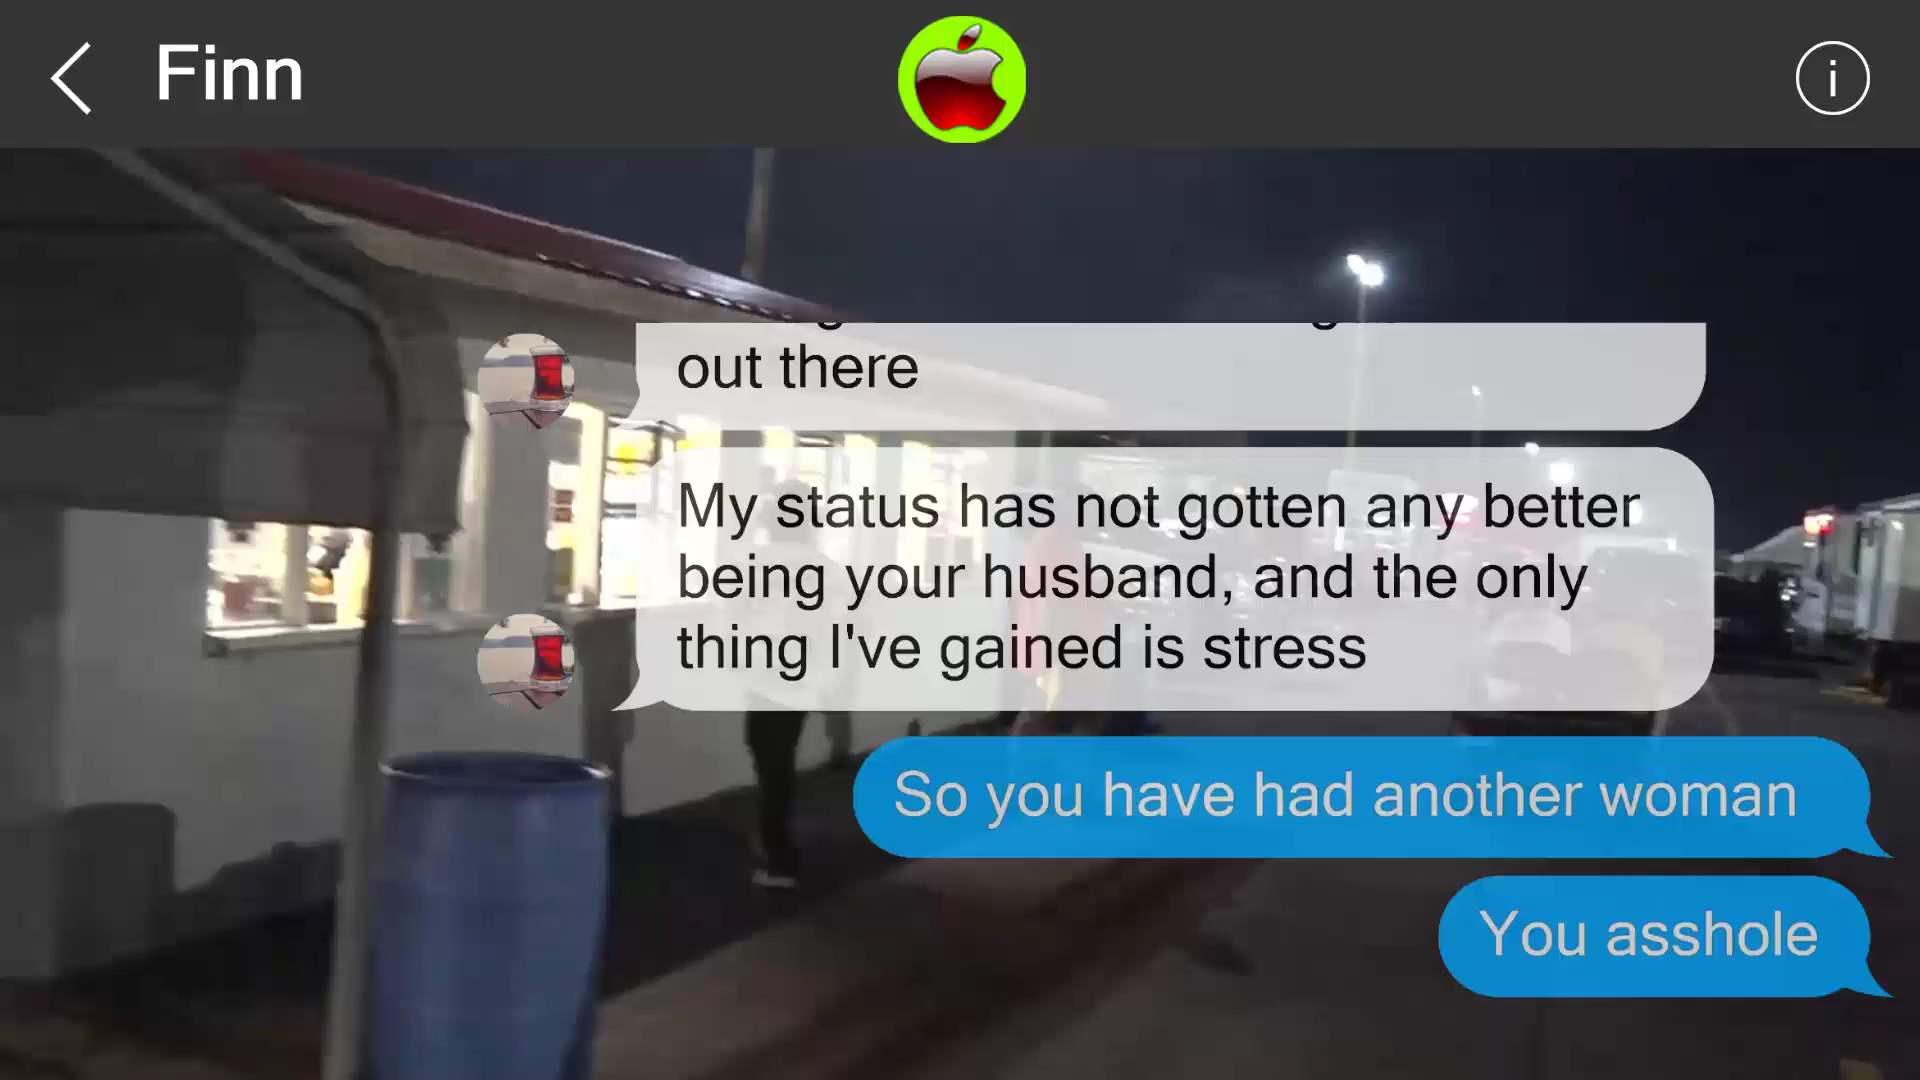 Finn
out there
My status has not gotten any better
being your husband, and the only
thing I've gained is stress
So you have had another woman
You asshole